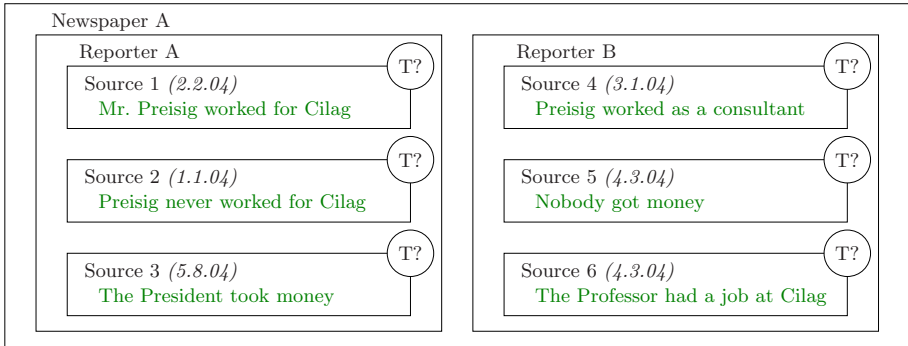 Newspaper A
Reporter A
T?
Source 1 (2.2.04)
Mr. Preisig worked for Cilag
T?
Source 2 (1.1.04)
Preisig never worked for Cilag
T?
Source 3 (5.8.04)
The President took money
Reporter B
T?
Source 4 (3.1.04)
Preisig worked as a consultant
T?
Source 5 (4.3.04)
Nobody got money
T?
Source 6 (4.3.04)
The Professor had a job at Cilag